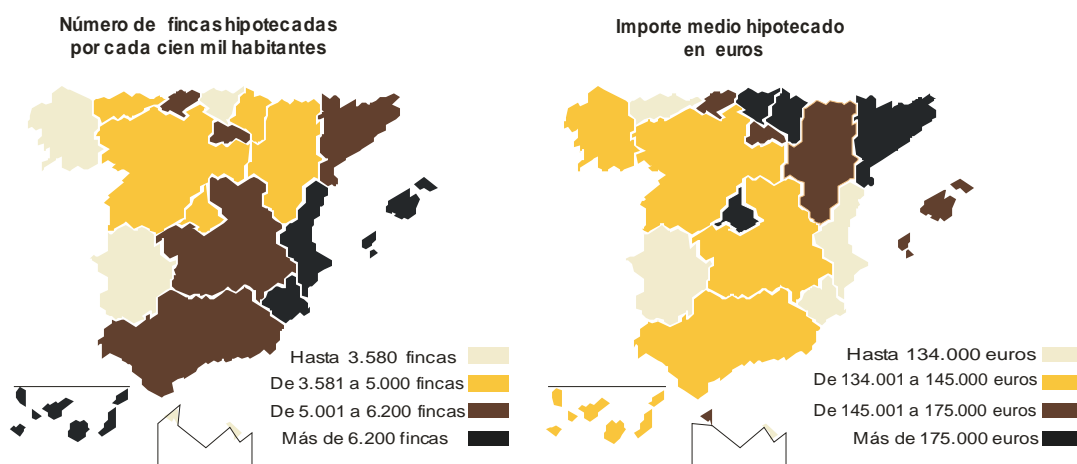 Número de fincas hipotecadas
por cada cien mil habitantes
Hasta 3.580 fincas
De 3.581 a 5.000 fincas
De 5.001 a 6.200 fincas
Más de 6.200 fincas
Importe medio hipotecado
en euros
Hasta 134.000 euros
De 134.001 a 145.000 euros
De 145.001 a 175.000 euros
Más de 175.000 euros